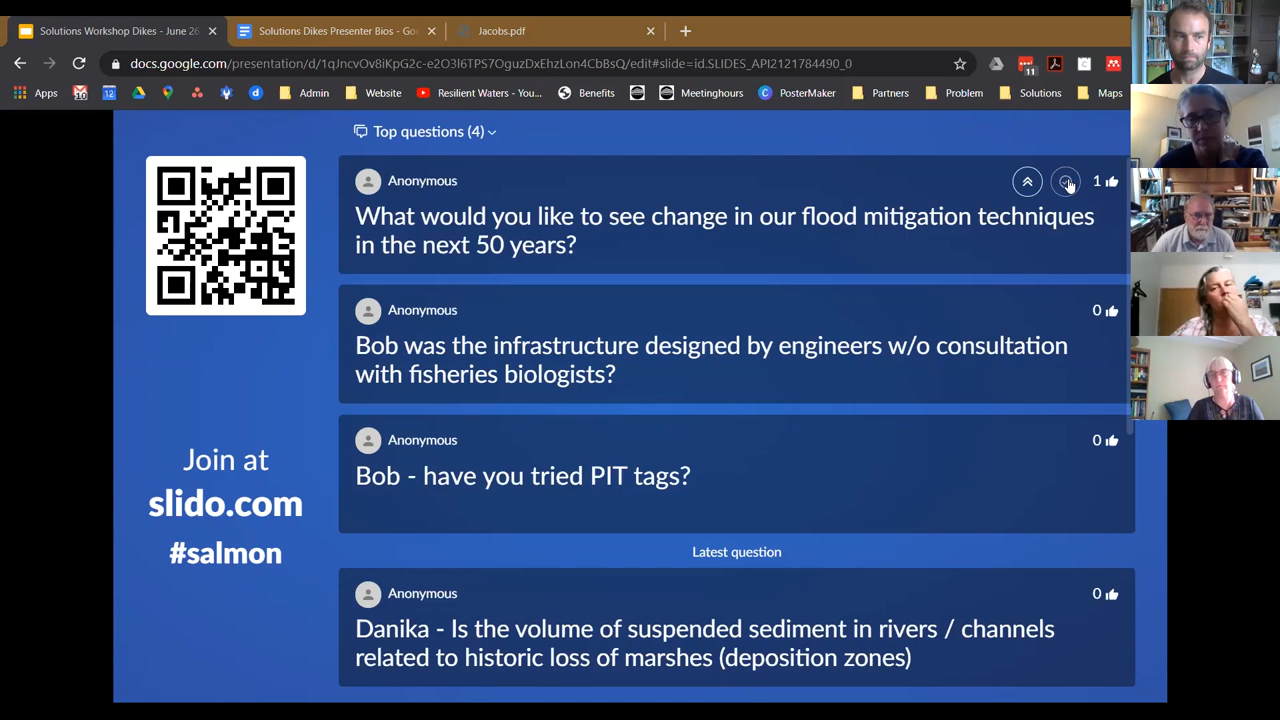 Solutions Workshop Dikes - June 26
Solutions Dikes Presenter Bios - Goo
Jacobs.pdf
docs.google.com/presentation/d/1qJncvOv8iKpG2c-e2O3l6TPS7OguzDxEhzLon4CbBsQ/edit#slide=id.SLIDES_API2121784490_0
11
Apps
Admin
Website
Resilient Waters - You...
Benefits
Meetinghours
PosterMaker
Partners
Problem
Solutions
Maps
Top questions (4)
Anonymous
1
What would you like to see change in our flood mitigation techniques
in the next 50 years?
Anonymous
0
Bob was the infrastructure designed by engineers w/o consultation
with fisheries biologists?
Anonymous
0
Bob - have you tried PIT tags?
Join at
slido.com
#salmon
Latest question
Anonymous
0
Danika - Is the volume of suspended sediment in rivers / channels
related to historic loss of marshes (deposition zones)